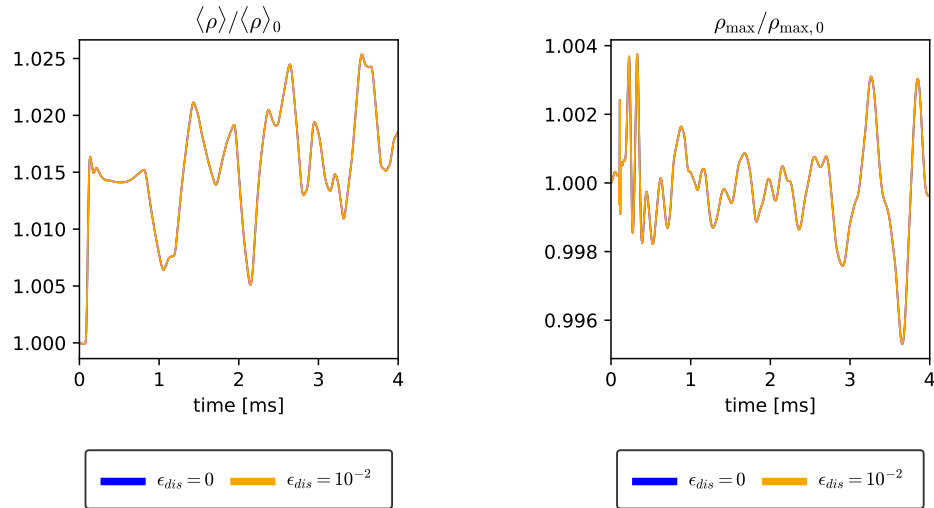 ⟨ρ⟩/⟨ρ⟩₀
1.025
1.020
1.015
1.010
1.005
1.000
0 1 2 3 4
time [ms]
ϵ_dis = 0 ϵ_dis = 10⁻²
ρ_max/ρ_max, 0
1.004
1.002
1.000
0.998
0.996
0 1 2 3 4
time [ms]
ϵ_dis = 0 ϵ_dis = 10⁻²